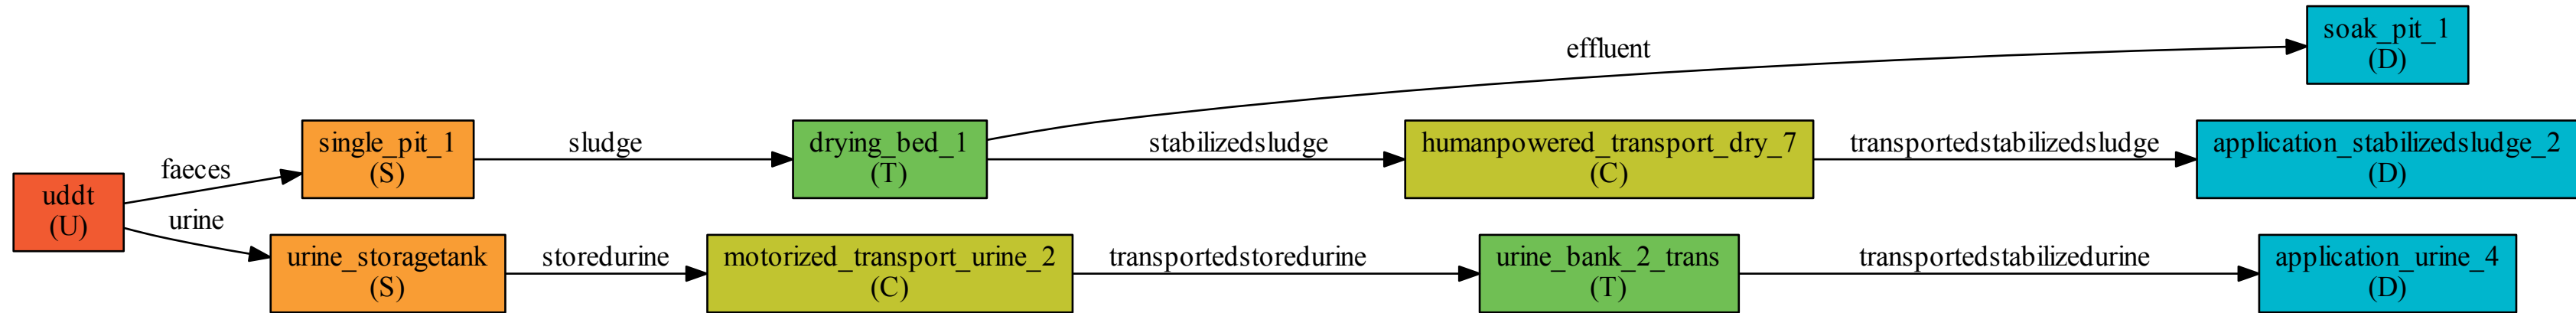 uddt
(U)
faeces
urine
single_pit_1
(S)
sludge
drying_bed_1
(T)
effluent
soak_pit_1
(D)
stabilizedsludge
humanpowered_transport_dry_7
(C)
transportedstabilizedsludge
application_stabilizedsludge_2
(D)
urine_storagetank
(S)
storedurine
motorized_transport_urine_2
(C)
transportedstoredurine
urine_bank_2_trans
(T)
transportedstabilizedurine
application_urine_4
(D)